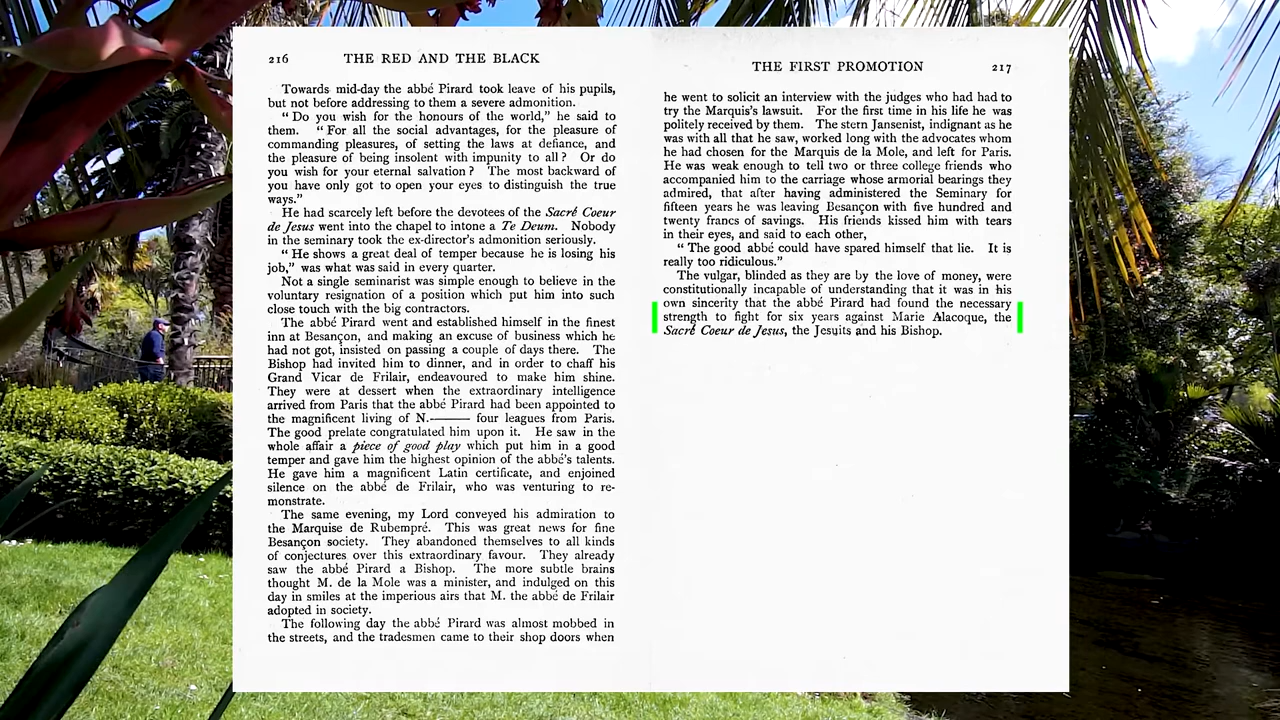 216 THE RED AND THE BLACK
Towards mid-day the abbé Pirard took leave of his pupils,
but not before addressing to them a severe admonition.
“ Do you wish for the honours of the world,” he said to
them. “ For all the social advantages, for the pleasure of
commanding pleasures, of setting the laws at defiance, and
the pleasure of being insolent with impunity to all ? Or do
you wish for your eternal salvation ? The most backward of
you have only got to open your eyes to distinguish the true
ways.”
He had scarcely left before the devotees of the Sacré Coeur
de Jesus went into the chapel to intone a Te Deum. Nobody
in the seminary took the ex-director’s admonition seriously.
“ He shows a great deal of temper because he is losing his
job,” was what was said in every quarter.
Not a single seminarist was simple enough to believe in the
voluntary resignation of a position which put him into such
close touch with the big contractors.
The abbé Pirard went and established himself in the finest
inn at Besançon, and making an excuse of business which he
had not got, insisted on passing a couple of days there. The
Bishop had invited him to dinner, and in order to chaff his
Grand Vicar de Frilair, endeavoured to make him shine.
They were at dessert when the extraordinary intelligence
arrived from Paris that the abbé Pirard had been appointed to
the magnificent living of N.——— four leagues from Paris.
The good prelate congratulated him upon it. He saw in the
whole affair a piece of good play which put him in a good
temper and gave him the highest opinion of the abbé’s talents.
He gave him a magnificent Latin certificate, and enjoined
silence on the abbé de Frilair, who was venturing to re-
monstrate.
The same evening, my Lord conveyed his admiration to
the Marquise de Rubempré. This was great news for fine
Besançon society. They abandoned themselves to all kinds
of conjectures over this extraordinary favour. They already
saw the abbé Pirard a Bishop. The more subtle brains
thought M. de la Mole was a minister, and indulged on this
day in smiles at the imperious airs that M. the abbé de Frilair
adopted in society.
The following day the abbé Pirard was almost mobbed in
the streets, and the tradesmen came to their shop doors when
THE FIRST PROMOTION 217
he went to solicit an interview with the judges who had had to
try the Marquis’s lawsuit. For the first time in his life he was
politely received by them. The stern Jansenist, indignant as he
was with all that he saw, worked long with the advocates whom
he had chosen for the Marquis de la Mole, and left for Paris.
He was weak enough to tell two or three college friends who
accompanied him to the carriage whose armorial bearings they
admired, that after having administered the Seminary for
fifteen years he was leaving Besançon with five hundred and
twenty francs of savings. His friends kissed him with tears
in their eyes, and said to each other,
“ The good abbé could have spared himself that lie. It is
really too ridiculous.”
The vulgar, blinded as they are by the love of money, were
constitutionally incapable of understanding that it was in his
own sincerity that the abbé Pirard had found the necessary
strength to fight for six years against Marie Alacoque, the
Sacré Coeur de Jesus, the Jesuits and his Bishop.